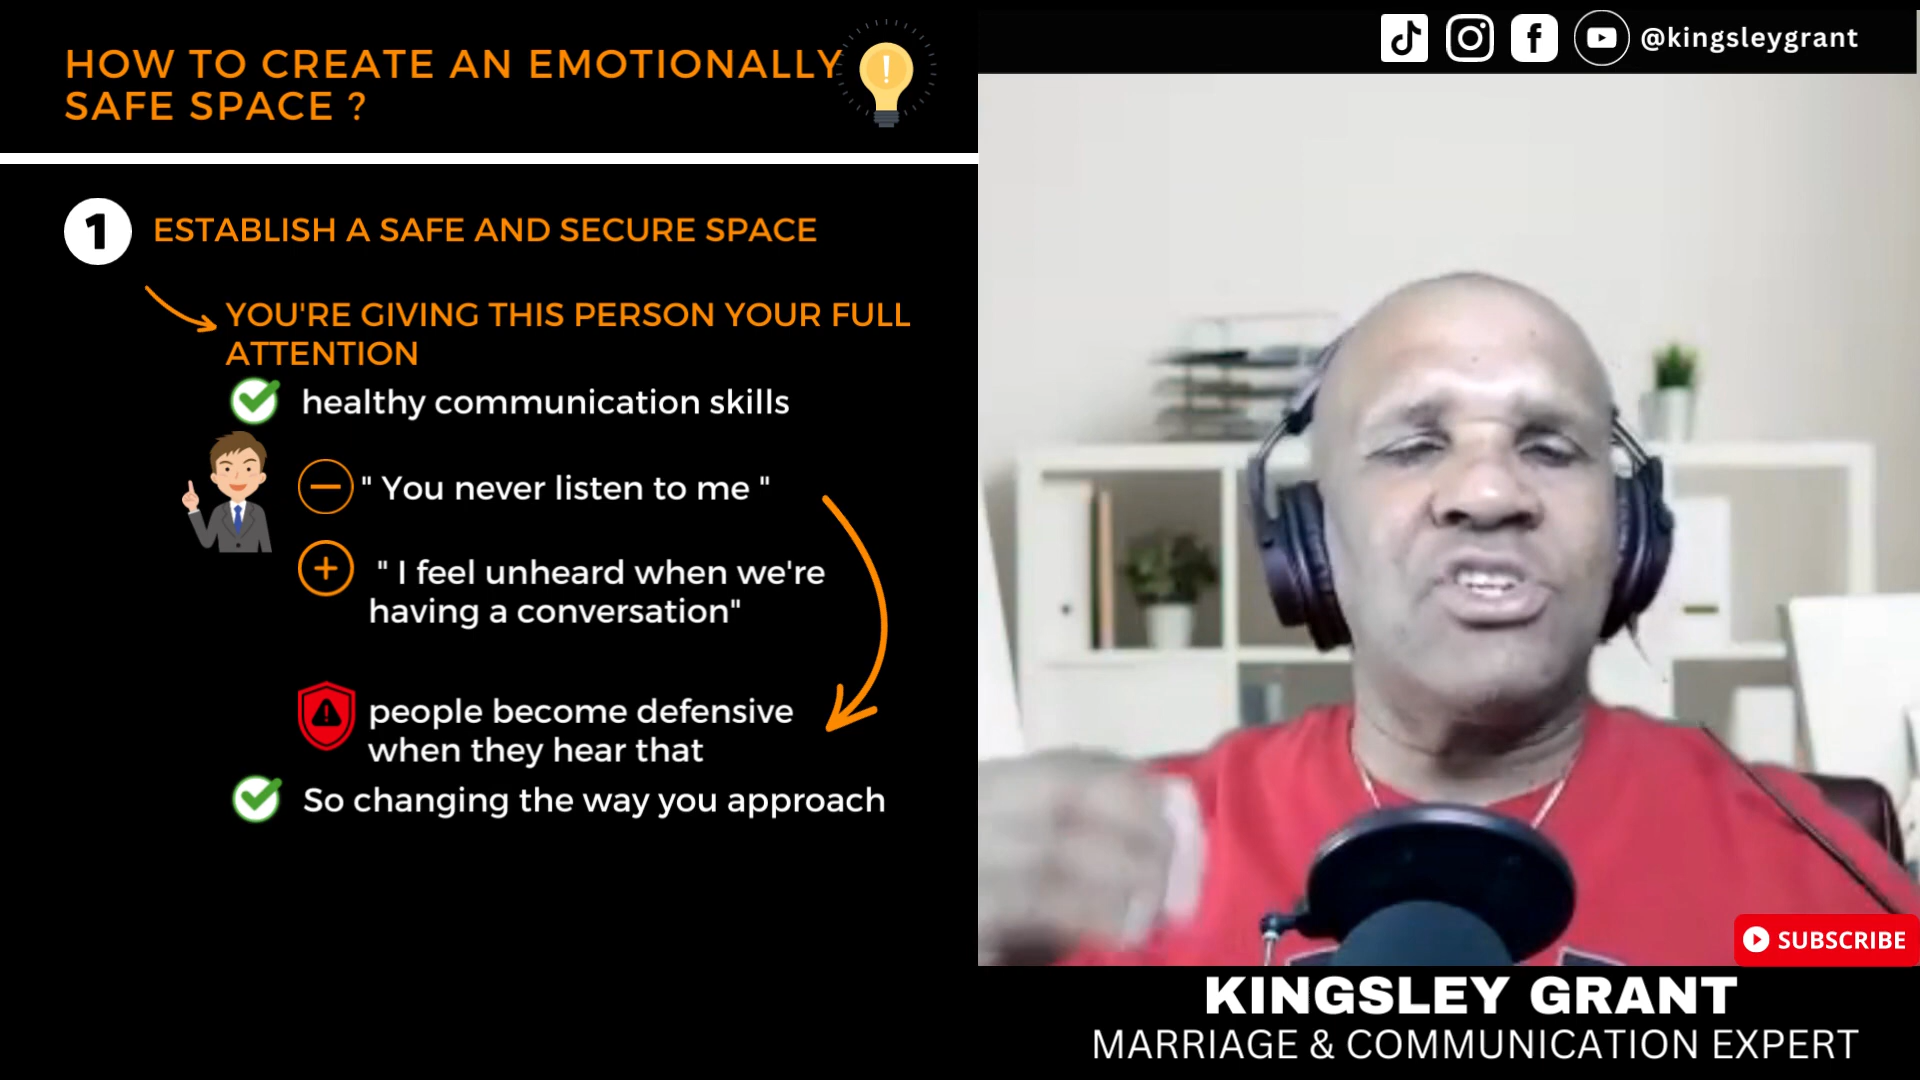 HOW TO CREATE AN EMOTIONALLY
SAFE SPACE ?
@kingsleygrant
1 ESTABLISH A SAFE AND SECURE SPACE
YOU'RE GIVING THIS PERSON YOUR FULL
ATTENTION
healthy communication skills
" You never listen to me "
" I feel unheard when we're
having a conversation"
people become defensive
when they hear that
So changing the way you approach
SUBSCRIBE
KINGSLEY GRANT
MARRIAGE & COMMUNICATION EXPERT